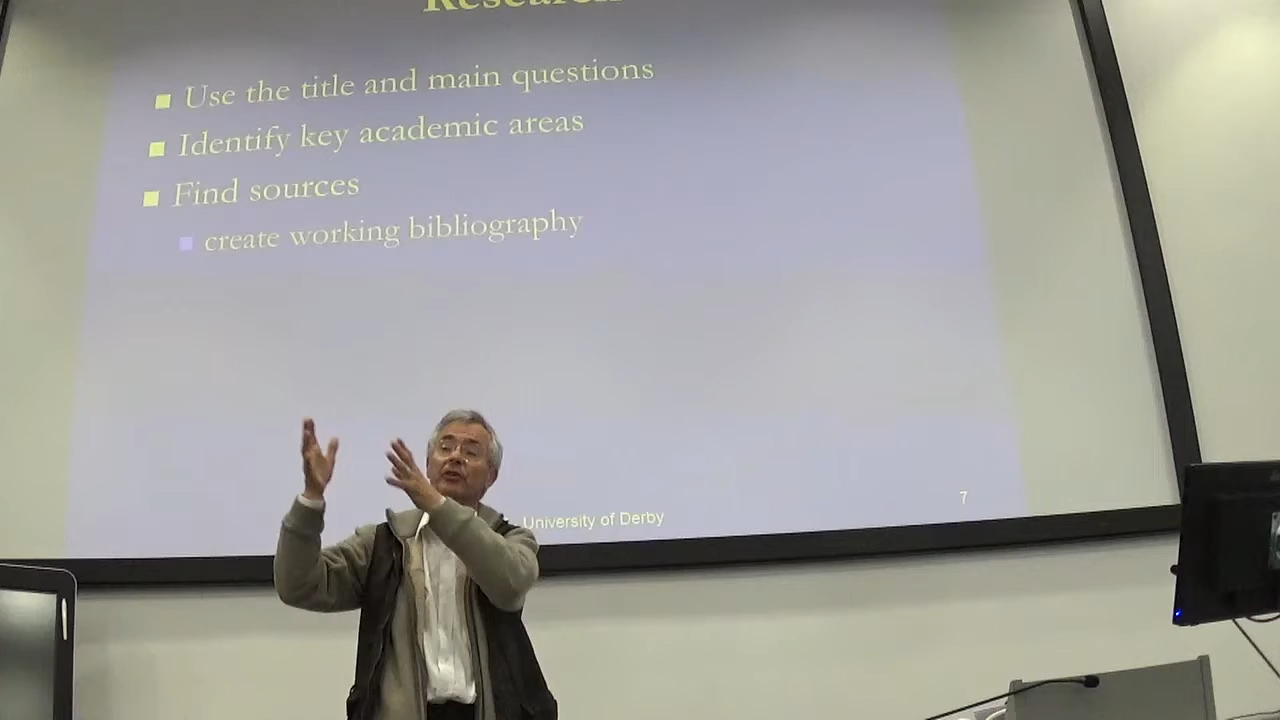 Research
Use the title and main questions
Identify key academic areas
Find sources
create working bibliography
University of Derby
7